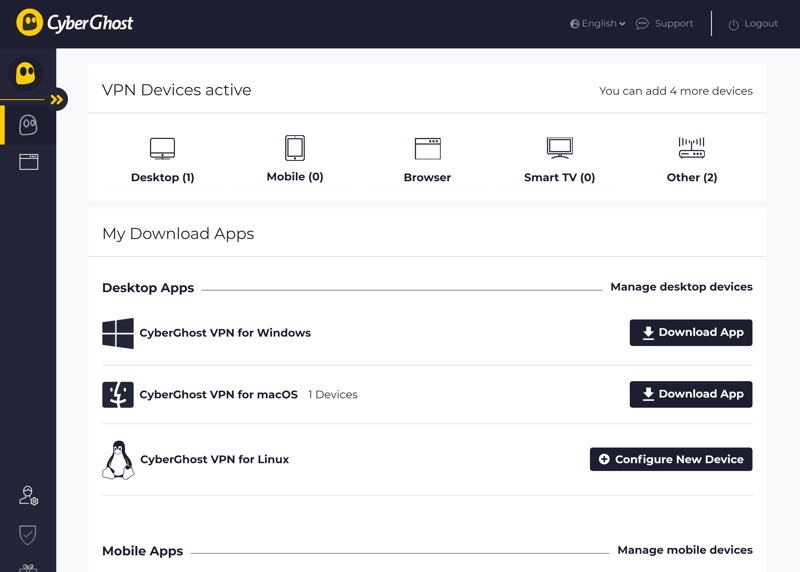 CyberGhost
English
Support
Logout
VPN Devices active
You can add 4 more devices
Desktop (1)
Mobile (0)
Browser
Smart TV (0)
Other (2)
My Download Apps
Desktop Apps
Manage desktop devices
CyberGhost VPN for Windows
Download App
CyberGhost VPN for macOS 1 Devices
Download App
CyberGhost VPN for Linux
Configure New Device
Mobile Apps
Manage mobile devices